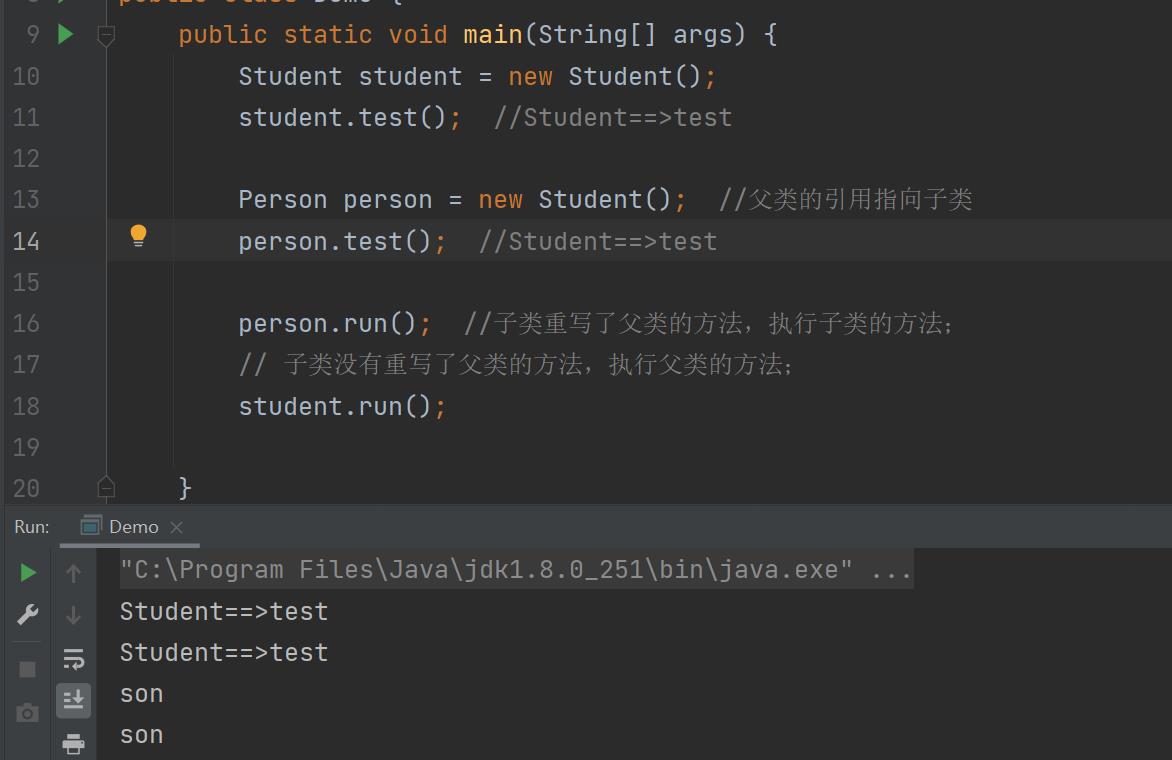 public class Demo {
9 public static void main(String[] args) {
10 Student student = new Student();
11 student.test();  //Student==>test
12
13 Person person = new Student();  //父类的引用指向子类
14 person.test();  //Student==>test
15
16 person.run();  //子类重写了父类的方法，执行子类的方法；
17 // 子类没有重写了父类的方法，执行父类的方法；
18 student.run();
19
20 }
Run: Demo
"C:\Program Files\Java\jdk1.8.0_251\bin\java.exe" ...
Student==>test
Student==>test
son
son